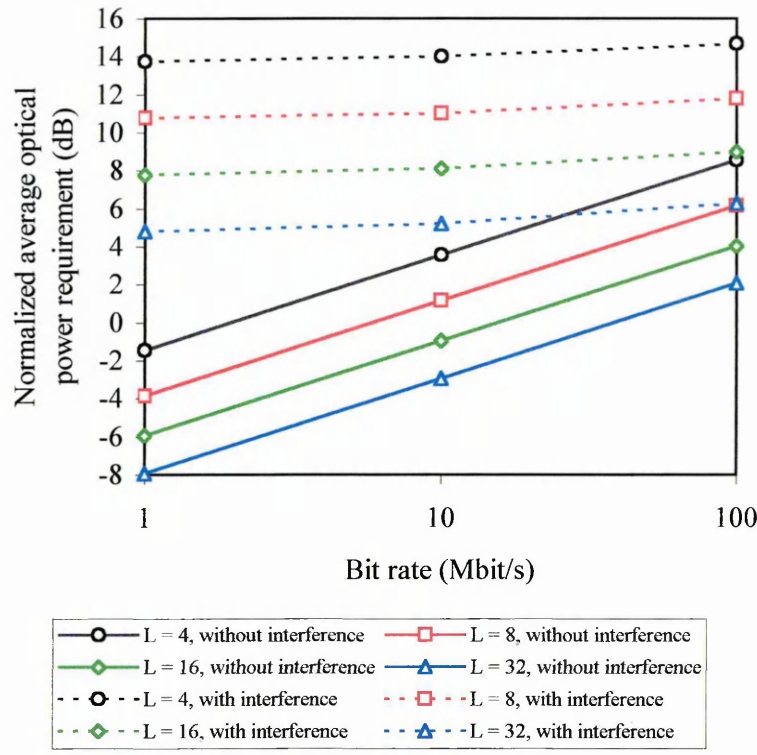 16
14
12
10
8
6
4
2
0
-2
-4
-6
-8
Normalized average optical
power requirement (dB)
1 10 100
Bit rate (Mbit/s)
L = 4, without interference L = 8, without interference
L = 16, without interference L = 32, without interference
L = 4, with interference L = 8, with interference
L = 16, with interference L = 32, with interference